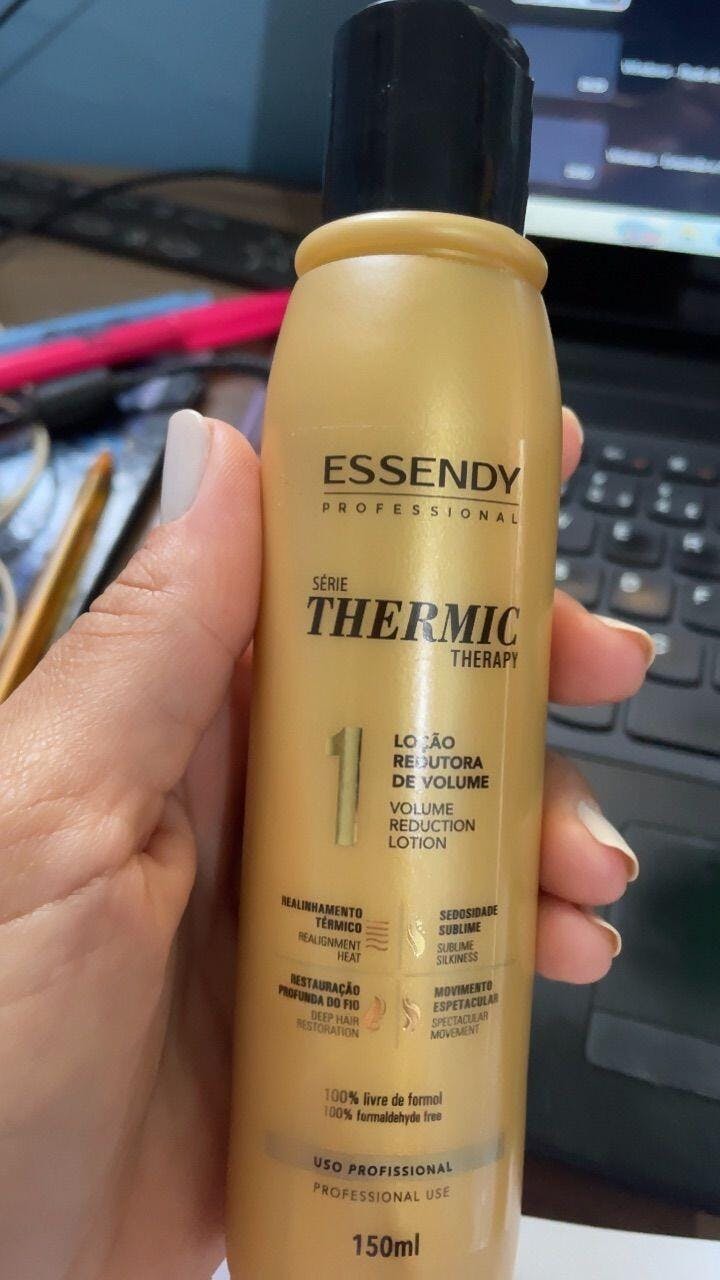 ESSENDY
PROFESSIONAL
SÉRIE
THERMIC
THERAPY
1
LOÇÃO
REDUTORA
DE VOLUME
VOLUME
REDUCTION
LOTION
REALINHAMENTO
TÉRMICO
REALIGNMENT
HEAT
SEDOSIDADE
SUBLIME
SUBLIME
SILKINESS
RESTAURAÇÃO
PROFUNDA DO FIO
DEEP HAIR
RESTORATION
MOVIMENTO
ESPETACULAR
SPECTACULAR
MOVEMENT
100% livre de formol
100% formaldehyde free
USO PROFISSIONAL
PROFESSIONAL USE
150ml